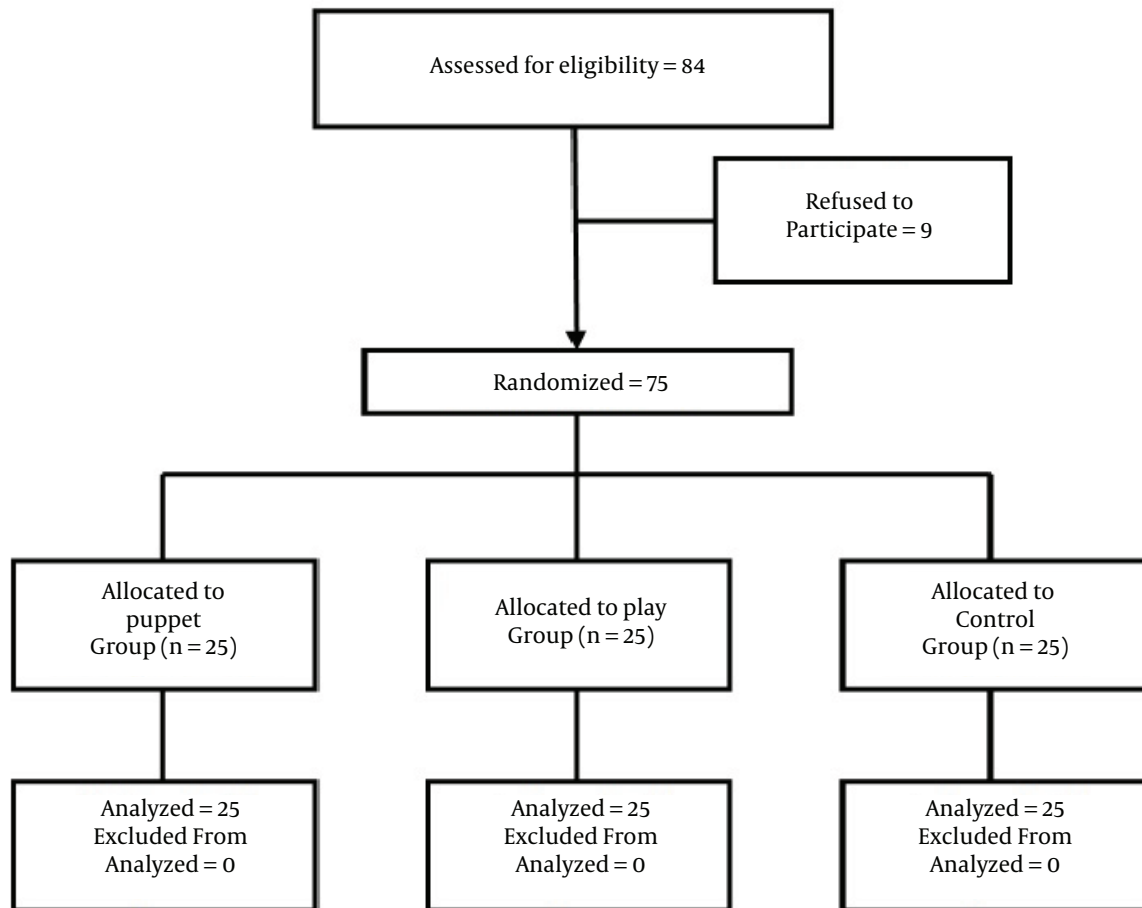 Assessed for eligibility = 84
Refused to
Participate = 9
Randomized = 75
Allocated to
puppet
Group (n = 25)
Allocated to play
Group (n = 25)
Allocated to
Control
Group (n = 25)
Analyzed = 25
Excluded From
Analyzed = 0
Analyzed = 25
Excluded From
Analyzed = 0
Analyzed = 25
Excluded From
Analyzed = 0